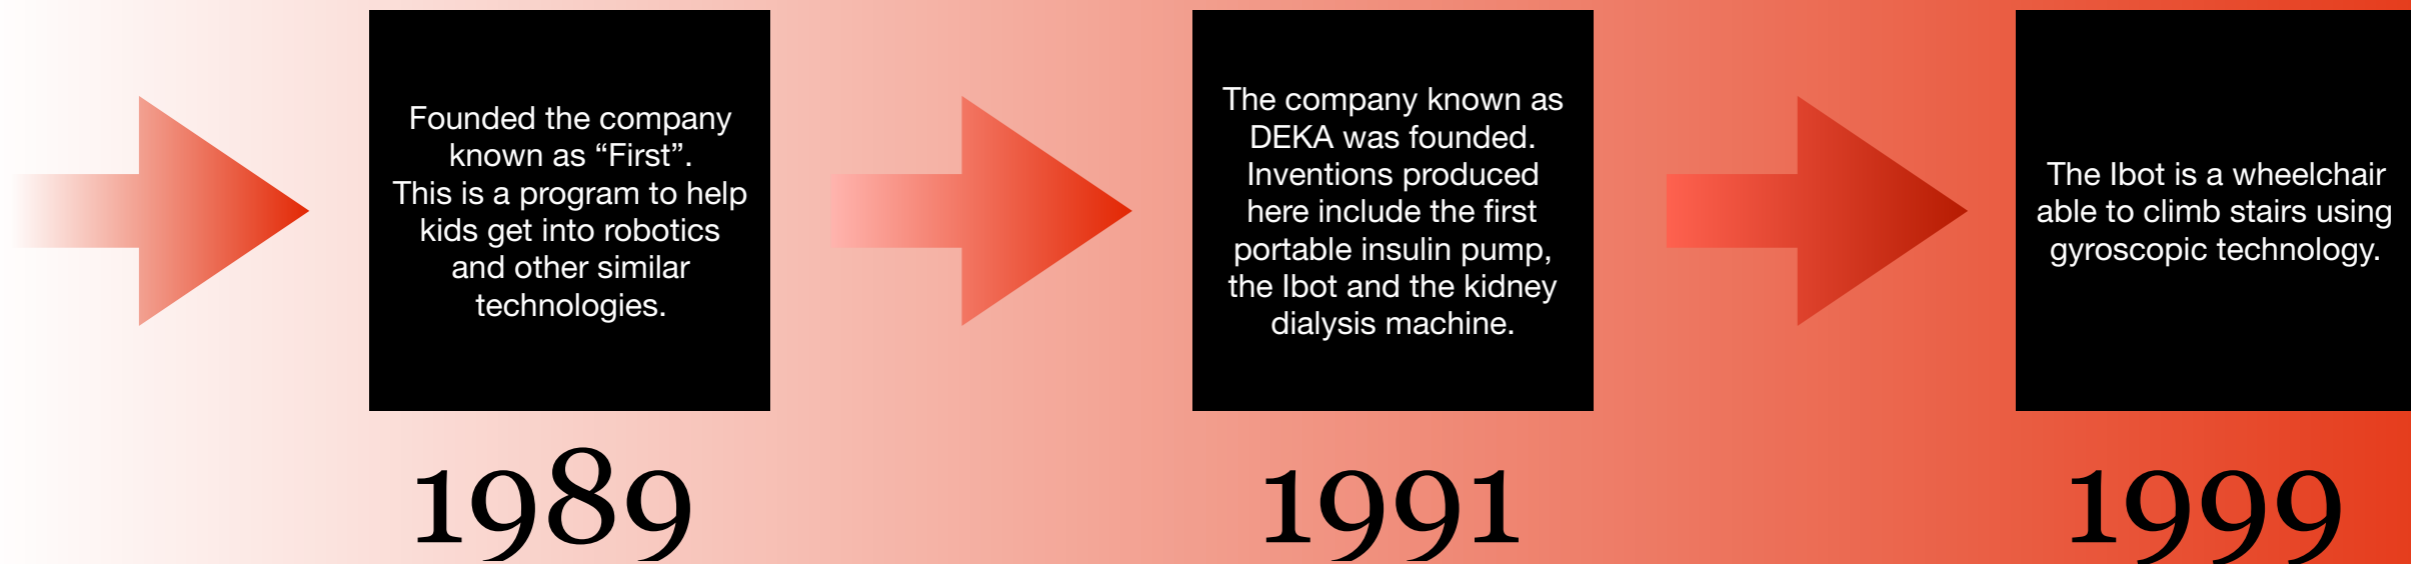 Founded the company
known as “First”.
This is a program to help
kids get into robotics
and other similar
technologies.
1989
The company known as
DEKA was founded.
Inventions produced
here include the first
portable insulin pump,
the Ibot and the kidney
dialysis machine.
1991
The Ibot is a wheelchair
able to climb stairs using
gyroscopic technology.
1999